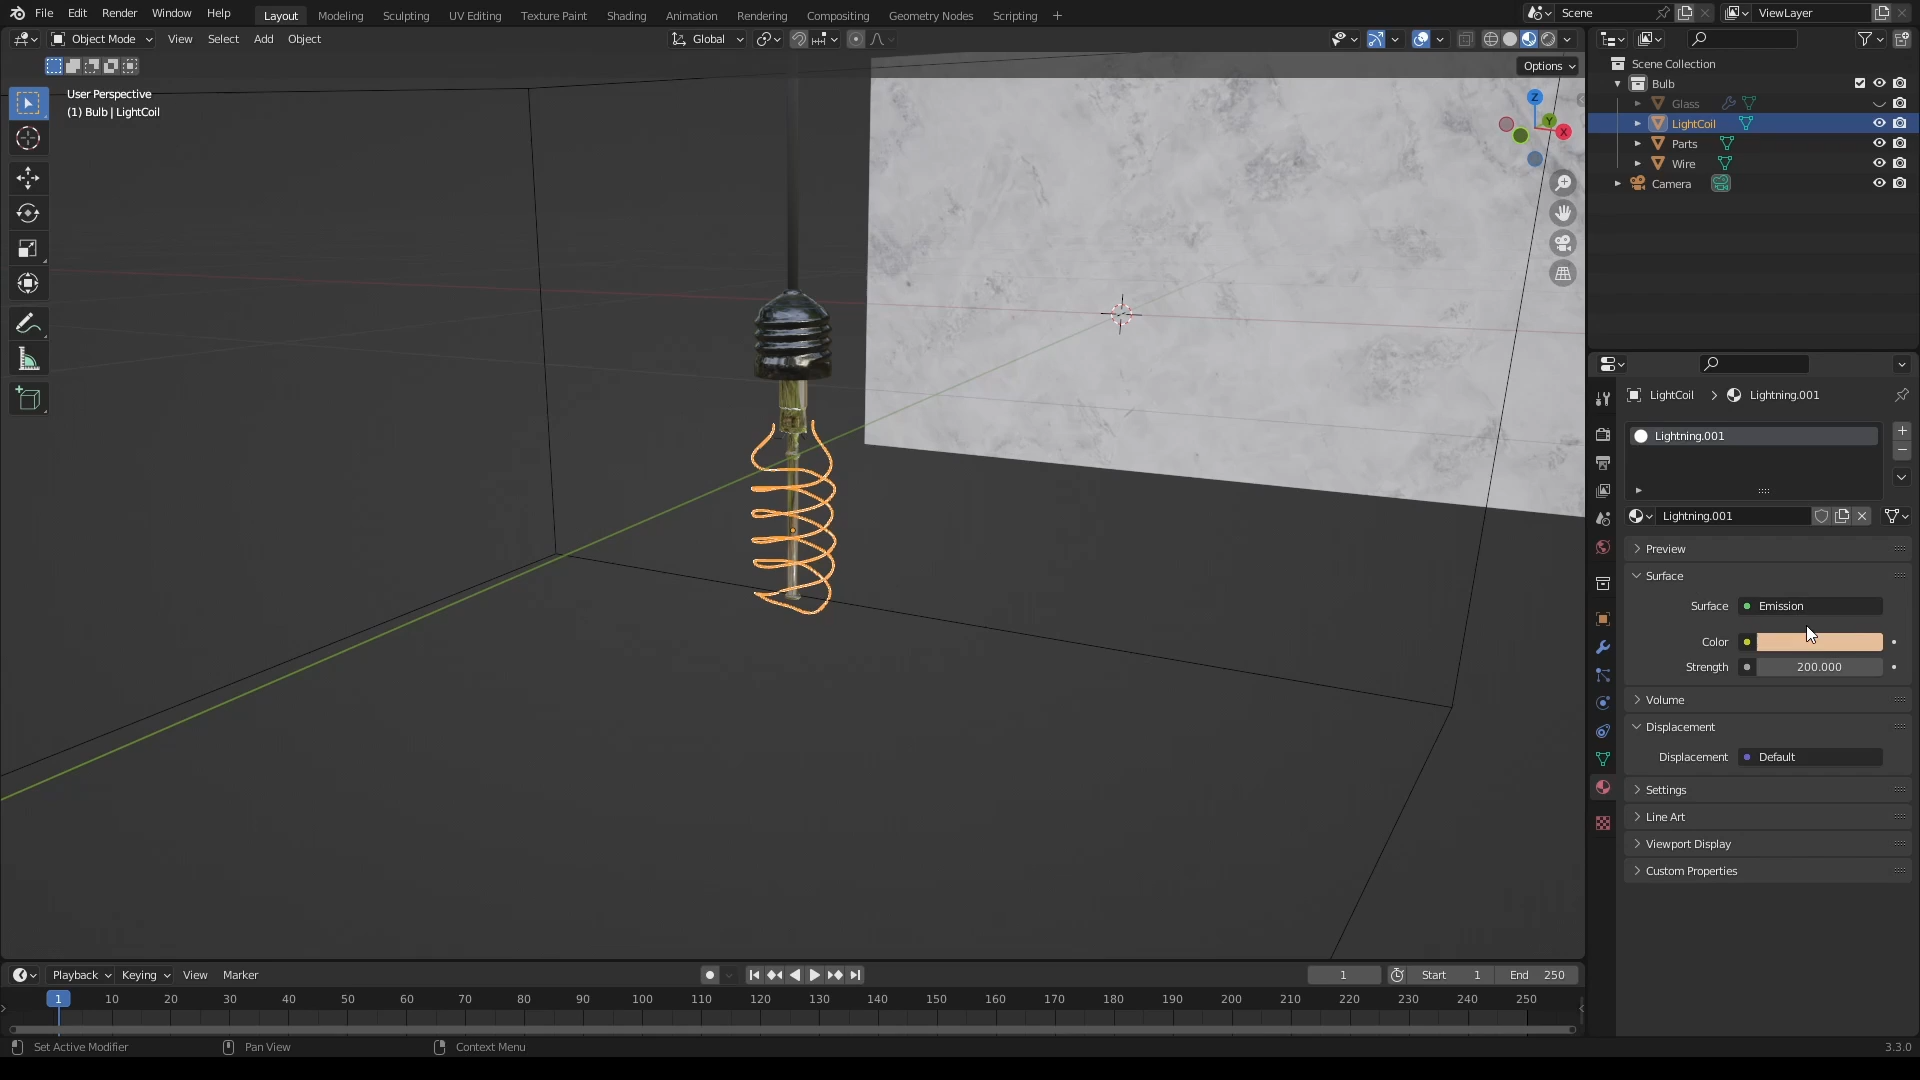 File Edit Render Window Help Layout Modeling Sculpting UV Editing Texture Paint Shading Animation Rendering Compositing Geometry Nodes Scripting + Scene ViewLayer
Object Mode View Select Add Object Global
Options
User Perspective
(1) Bulb | LightCoil
Z
Y
X
Scene Collection
Bulb
Glass
LightCoil
Parts
Wire
Camera
LightCoil > Lightning.001
Lightning.001
Lightning.001
Preview
Surface
Surface Emission
Color
Strength 200.000
Volume
Displacement
Displacement Default
Settings
Line Art
Viewport Display
Custom Properties
Playback Keying View Marker 1 Start 1 End 250
1 10 20 30 40 50 60 70 80 90 100 110 120 130 140 150 160 170 180 190 200 210 220 230 240 250
Set Active Modifier Pan View Context Menu 3.3.0